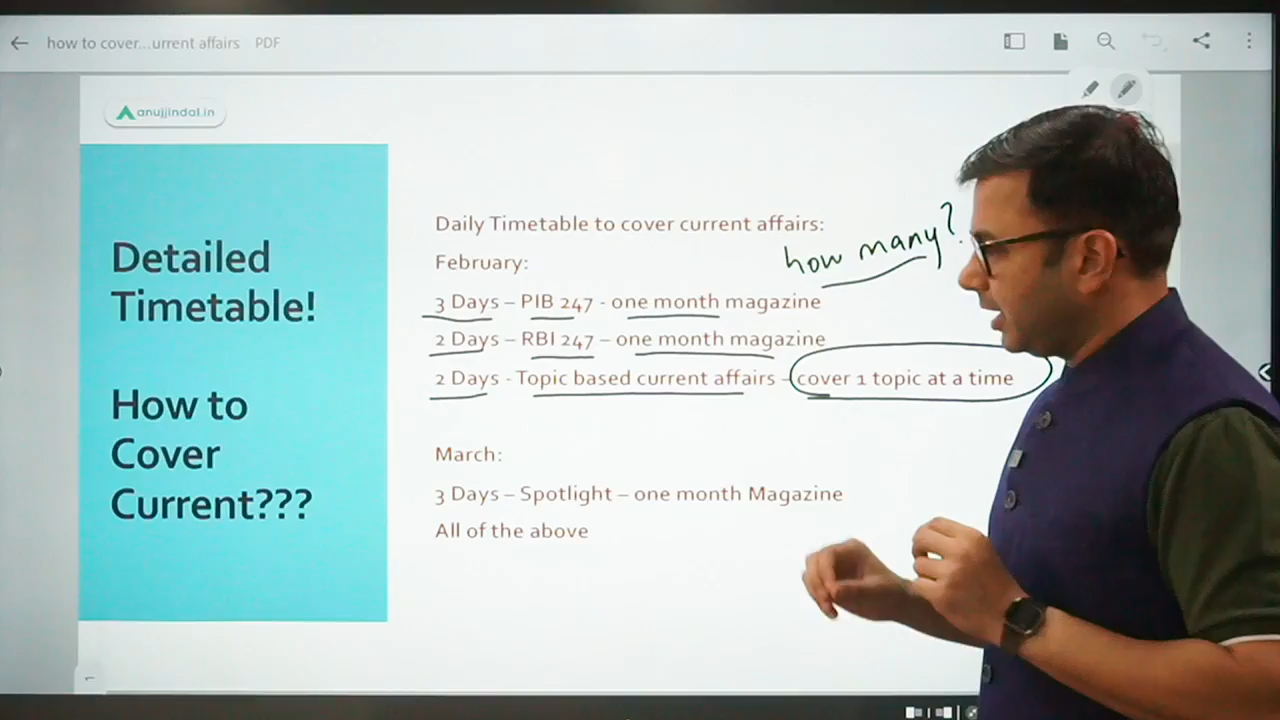 how to cover...urrent affairs PDF
anujjindal.in
Detailed
Timetable!
How to
Cover
Current???
Daily Timetable to cover current affairs:
how many?
February:
3 Days – PIB 247 - one month magazine
2 Days – RBI 247 – one month magazine
2 Days - Topic based current affairs – cover 1 topic at a time
March:
3 Days – Spotlight – one month Magazine
All of the above